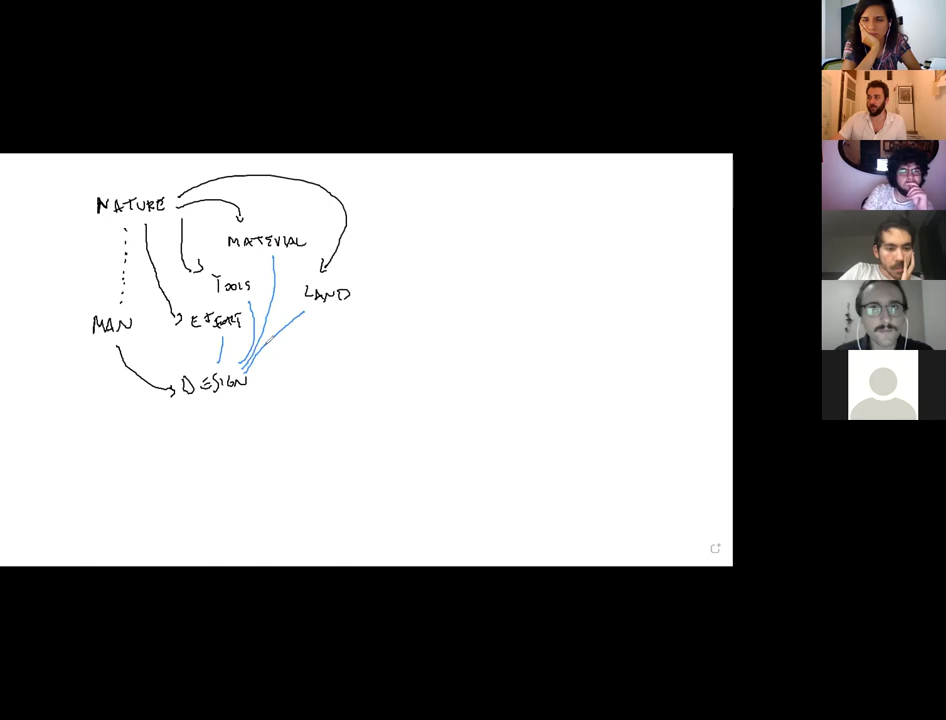 NATURE
MATERIAL
TOOLS
LAND
EFFORT
MAN
DESIGN